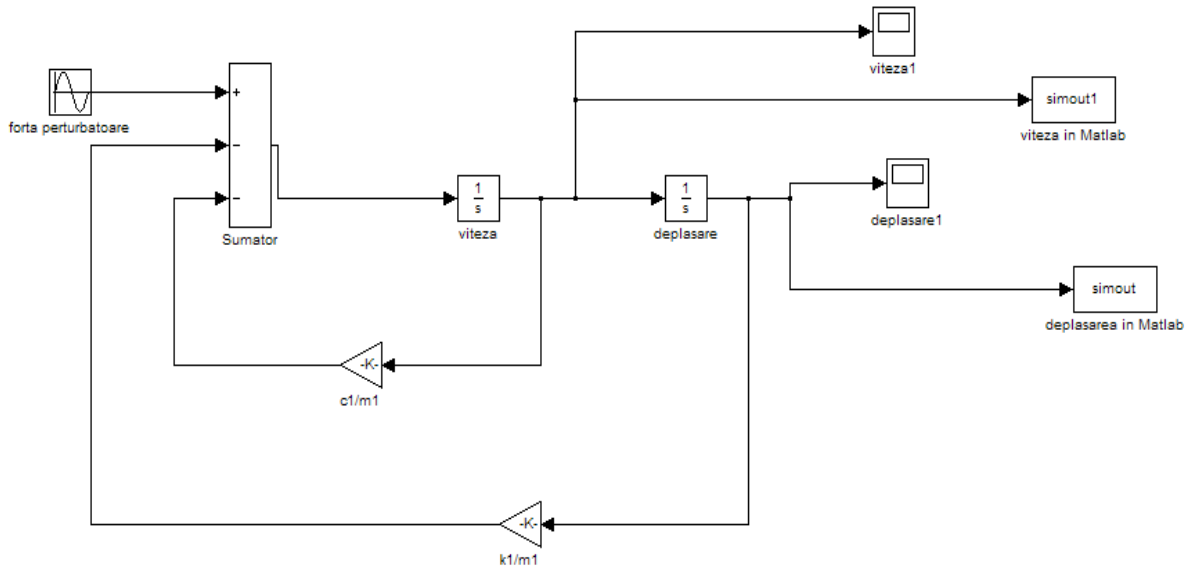 viteza1
simout1
viteza in Matlab
forta perturbatoare
+
−
−
Sumator
1
s
viteza
1
s
deplasare
deplasare1
simout
deplasarea in Matlab
-K-
c1/m1
-K-
k1/m1